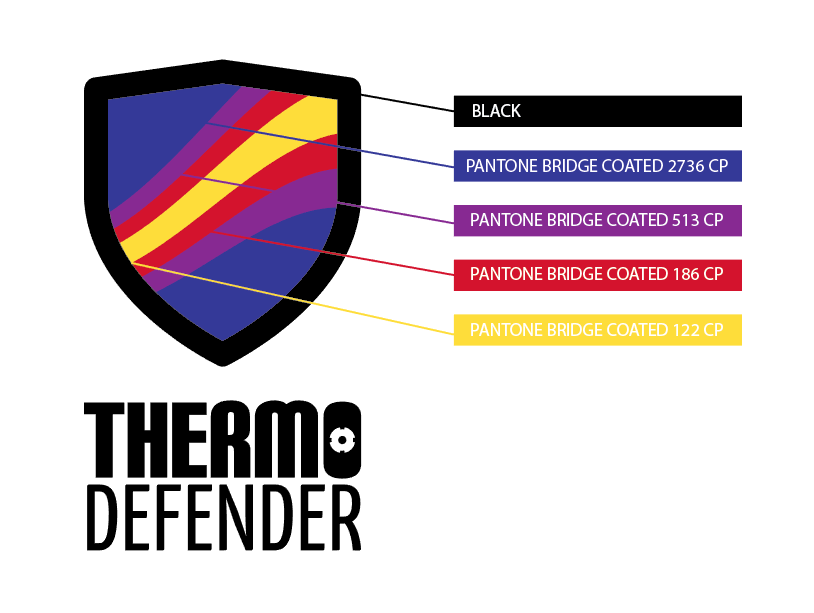 BLACK
PANTONE BRIDGE COATED 2736 CP
PANTONE BRIDGE COATED 513 CP
PANTONE BRIDGE COATED 186 CP
PANTONE BRIDGE COATED 122 CP
THERMO
DEFENDER